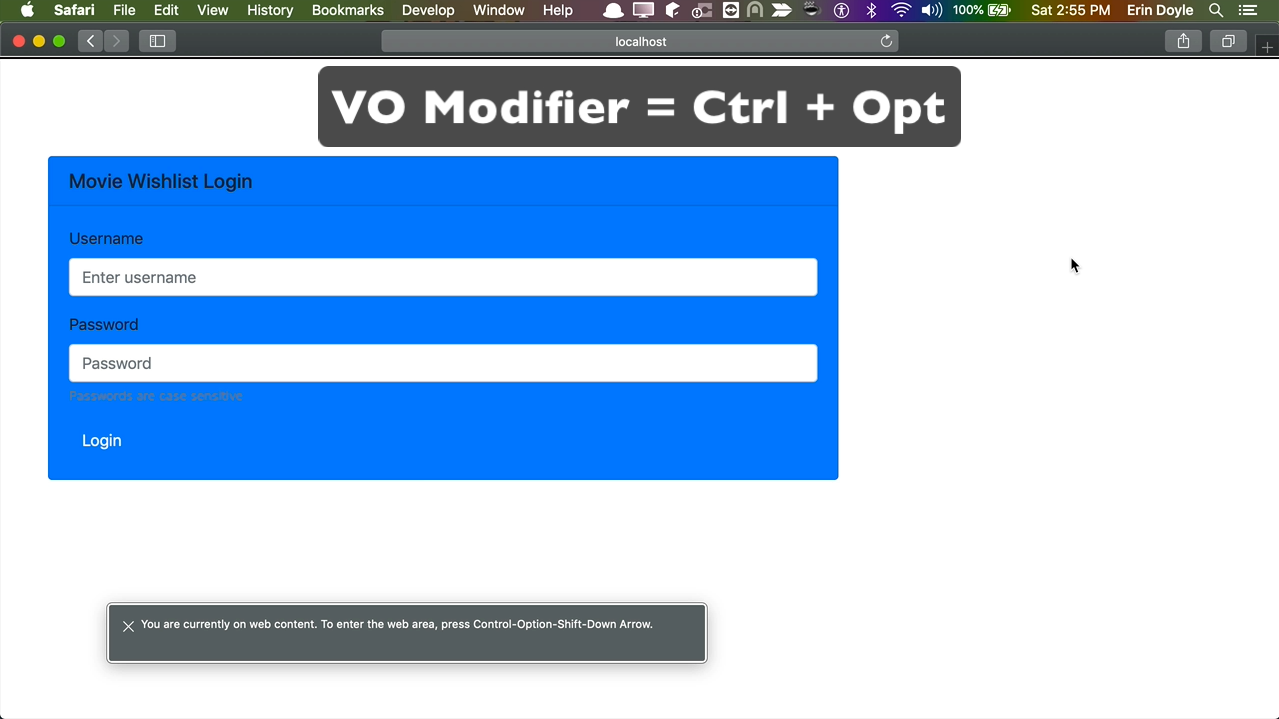 Safari File Edit View History Bookmarks Develop Window Help 100% Sat 2:55 PM Erin Doyle
localhost
VO Modifier = Ctrl + Opt
Movie Wishlist Login
Username
Enter username
Password
Password
Passwords are case sensitive
Login
You are currently on web content. To enter the web area, press Control-Option-Shift-Down Arrow.